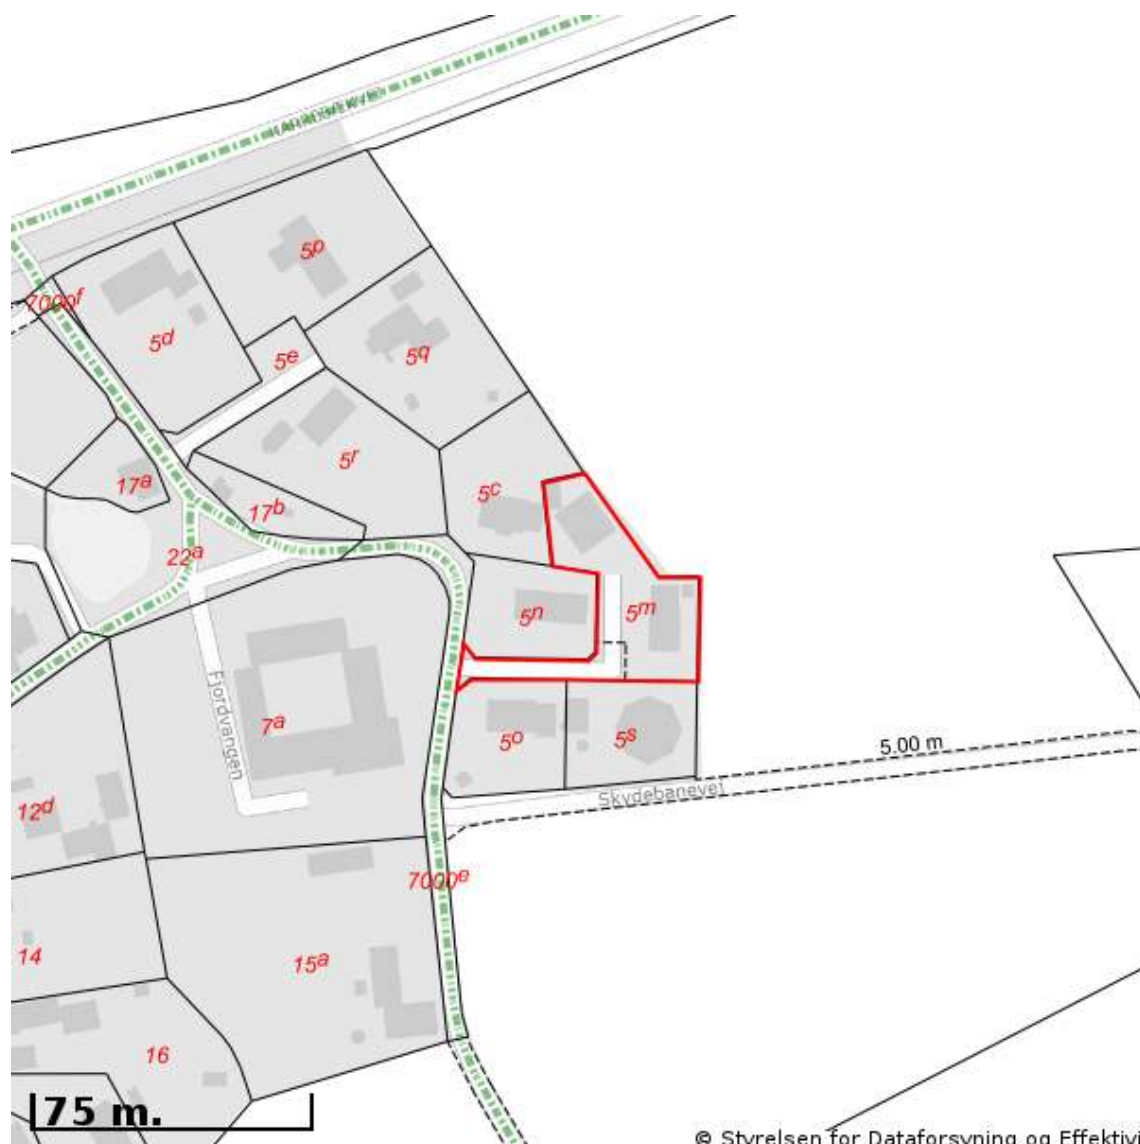 5p
7000f
5d
5q
5e
5r
17a
5c
17b
22a
5n
5m
Fjordvangen
7a
5o
5s
5.00 m
Skydebanevej
12d
7000e
14
15a
16
75 m.
© Styrelsen for Dataforsyning og Effektivi